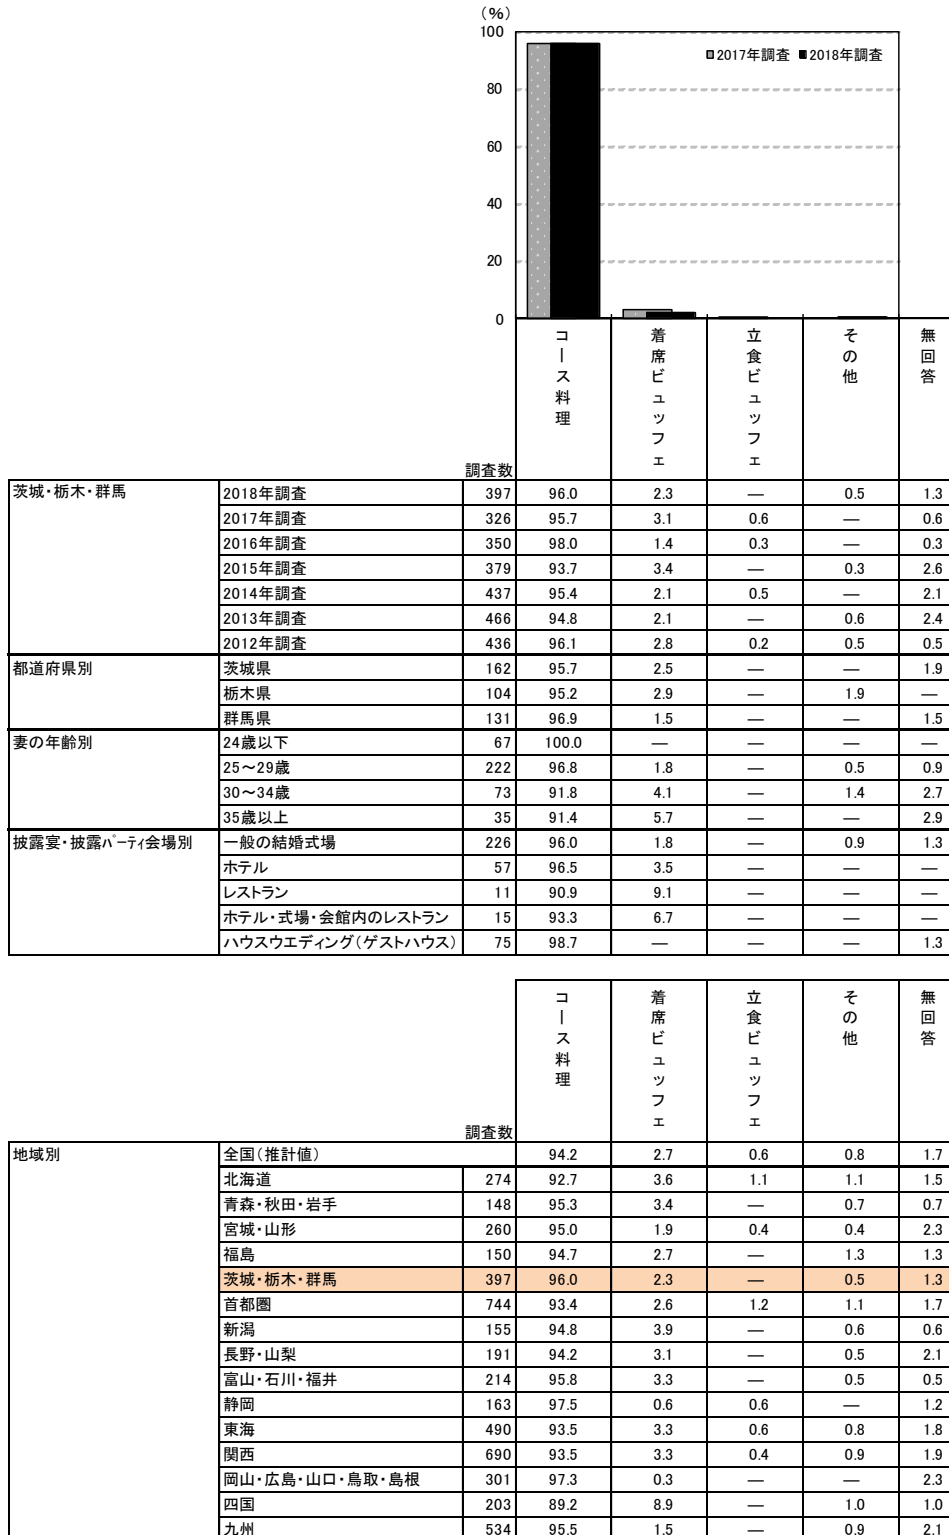 (%)
100
80
60
40
20
0
2017年調査 2018年調査
コース料理 着席ビュッフェ 立食ビュッフェ その他 無回答
調査数
茨城・栃木・群馬 2018年調査 397 96.0 2.3 — 0.5 1.3
2017年調査 326 95.7 3.1 0.6 — 0.6
2016年調査 350 98.0 1.4 0.3 — 0.3
2015年調査 379 93.7 3.4 — 0.3 2.6
2014年調査 437 95.4 2.1 0.5 — 2.1
2013年調査 466 94.8 2.1 — 0.6 2.4
2012年調査 436 96.1 2.8 0.2 0.5 0.5
都道府県別 茨城県 162 95.7 2.5 — — 1.9
栃木県 104 95.2 2.9 — 1.9 —
群馬県 131 96.9 1.5 — — 1.5
妻の年齢別 24歳以下 67 100.0 — — — —
25～29歳 222 96.8 1.8 — 0.5 0.9
30～34歳 73 91.8 4.1 — 1.4 2.7
35歳以上 35 91.4 5.7 — — 2.9
披露宴・披露ﾊﾟｰﾃｨ会場別 一般の結婚式場 226 96.0 1.8 — 0.9 1.3
ホテル 57 96.5 3.5 — — —
レストラン 11 90.9 9.1 — — —
ホテル・式場・会館内のレストラン 15 93.3 6.7 — — —
ハウスウエディング(ゲストハウス) 75 98.7 — — — 1.3
コース料理 着席ビュッフェ 立食ビュッフェ その他 無回答
調査数
地域別 全国(推計値) 94.2 2.7 0.6 0.8 1.7
北海道 274 92.7 3.6 1.1 1.1 1.5
青森・秋田・岩手 148 95.3 3.4 — 0.7 0.7
宮城・山形 260 95.0 1.9 0.4 0.4 2.3
福島 150 94.7 2.7 — 1.3 1.3
茨城・栃木・群馬 397 96.0 2.3 — 0.5 1.3
首都圏 744 93.4 2.6 1.2 1.1 1.7
新潟 155 94.8 3.9 — 0.6 0.6
長野・山梨 191 94.2 3.1 — 0.5 2.1
富山・石川・福井 214 95.8 3.3 — 0.5 0.5
静岡 163 97.5 0.6 0.6 — 1.2
東海 490 93.5 3.3 0.6 0.8 1.8
関西 690 93.5 3.3 0.4 0.9 1.9
岡山・広島・山口・鳥取・島根 301 97.3 0.3 — — 2.3
四国 203 89.2 8.9 — 1.0 1.0
九州 534 95.5 1.5 — 0.9 2.1